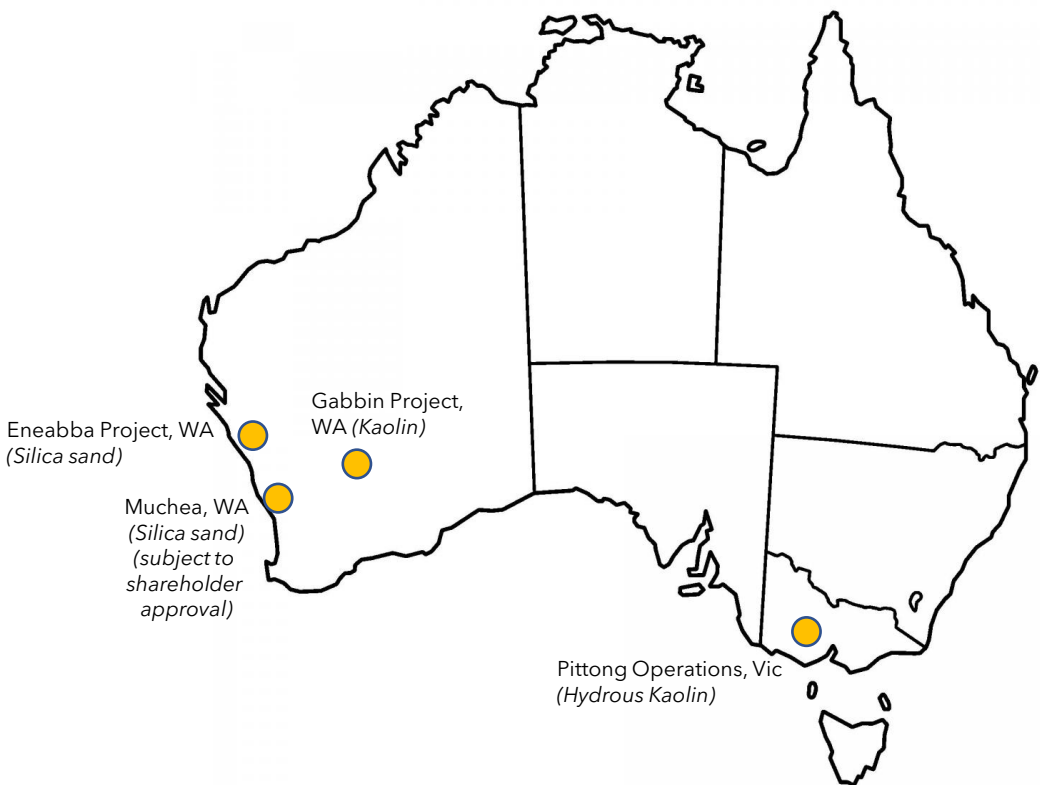 Gabbin Project,
WA (Kaolin)
Eneabba Project, WA
(Silica sand)
Muchea, WA
(Silica sand)
(subject to
shareholder
approval)
Pittong Operations, Vic
(Hydrous Kaolin)